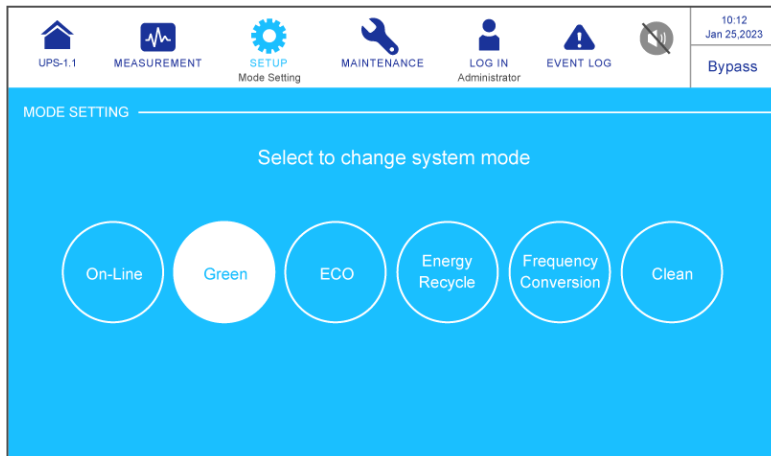 UPS-1.1
MEASUREMENT
SETUP
Mode Setting
MAINTENANCE
LOG IN
Administrator
EVENT LOG
10:12
Jan 25,2023
Bypass
MODE SETTING
Select to change system mode
On-Line
Green
ECO
Energy
Recycle
Frequency
Conversion
Clean